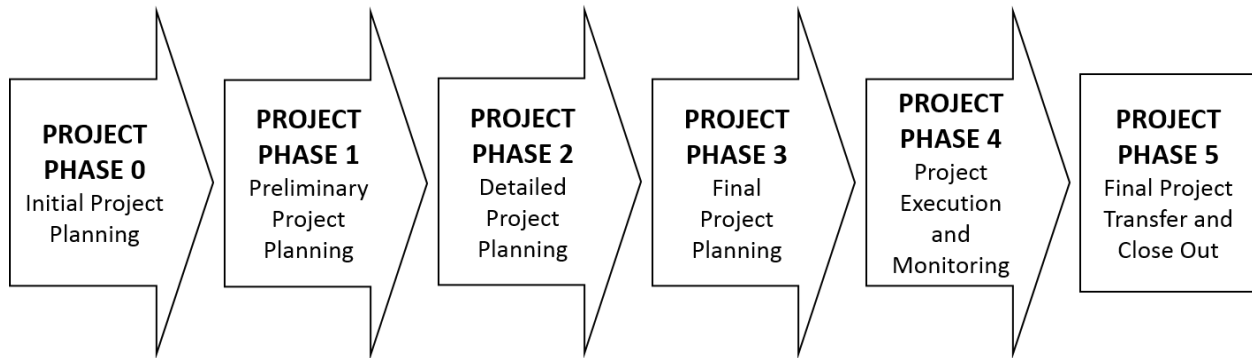 PROJECT
PHASE 0
Initial Project
Planning
PROJECT
PHASE 1
Preliminary
Project
Planning
PROJECT
PHASE 2
Detailed
Project
Planning
PROJECT
PHASE 3
Final
Project
Planning
PROJECT
PHASE 4
Project
Execution
and
Monitoring
PROJECT
PHASE 5
Final Project
Transfer and
Close Out